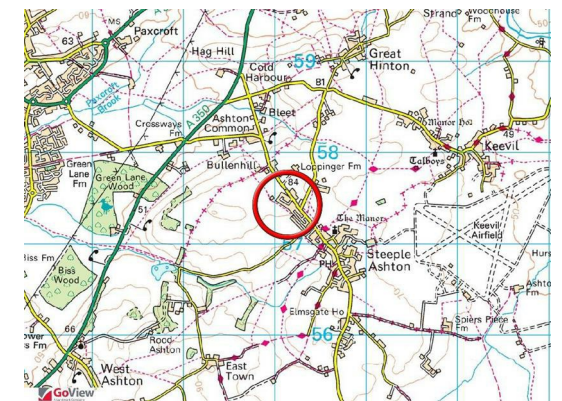 MS
Paxcroft
63
Hag Hill
Cold
Harbour
59
Great
Hinton
Woodhouse
Fm
B1
Paxcroft
Brook
A 350
Crossways
Fm
Ashton
Common
Bleet
Manor Ho
49
Keevil
Talboys
58
Bullenhill
Loppinger Fm
Green
Lane
Fm
Green Lane
Wood
84
51
The Manor
57
Keevil
Airfield
Steeple
Ashton
PH
Biss Fm
Biss
Wood
Elmsgate Ho
Spiers Piece
Fm
66
Rood
Ashton
56
West
Ashton
East
Town
GoView